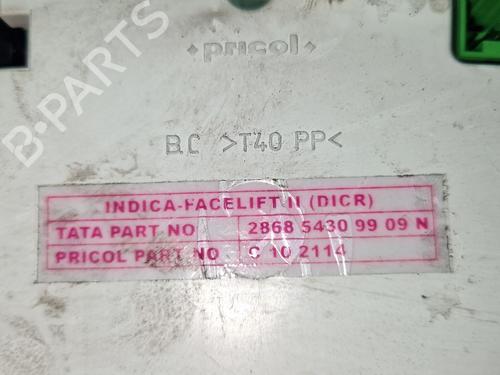 pricol
B.C >T40 PP<
INDICA-FACELIFT II (DICR)
TATA PART NO 2868 5430 99 09 N
PRICOL PART NO C 10 2114
B-PARTS